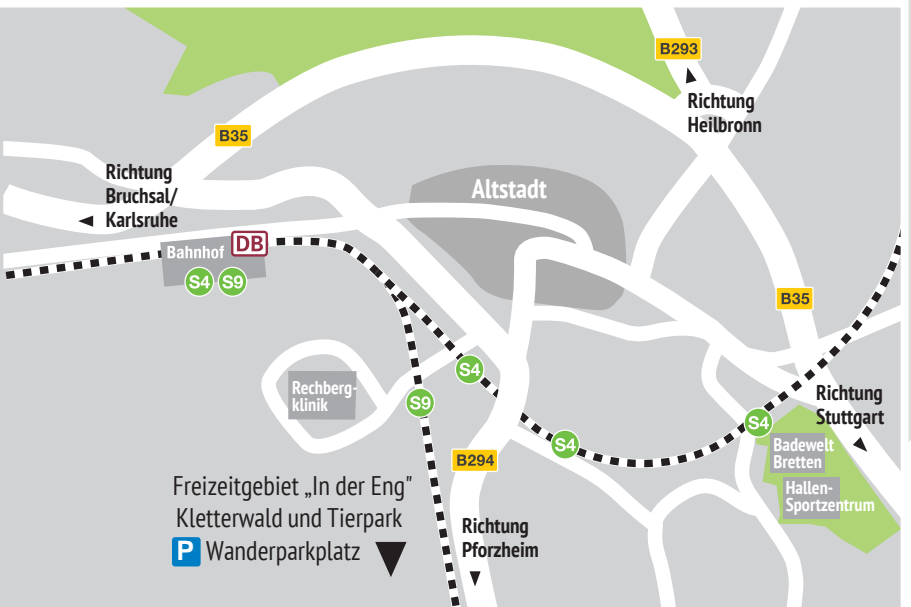 B293
Richtung
Heilbronn
B35
Richtung
Bruchsal/
Karlsruhe
Altstadt
Bahnhof
DB
S4 S9
B35
S4
Rechberg-
klinik
S9
Richtung
Stuttgart
S4
S4
Badewelt
Bretten
B294
Hallen-
Sportzentrum
Freizeitgebiet „In der Eng"
Kletterwald und Tierpark
P Wanderparkplatz
Richtung
Pforzheim